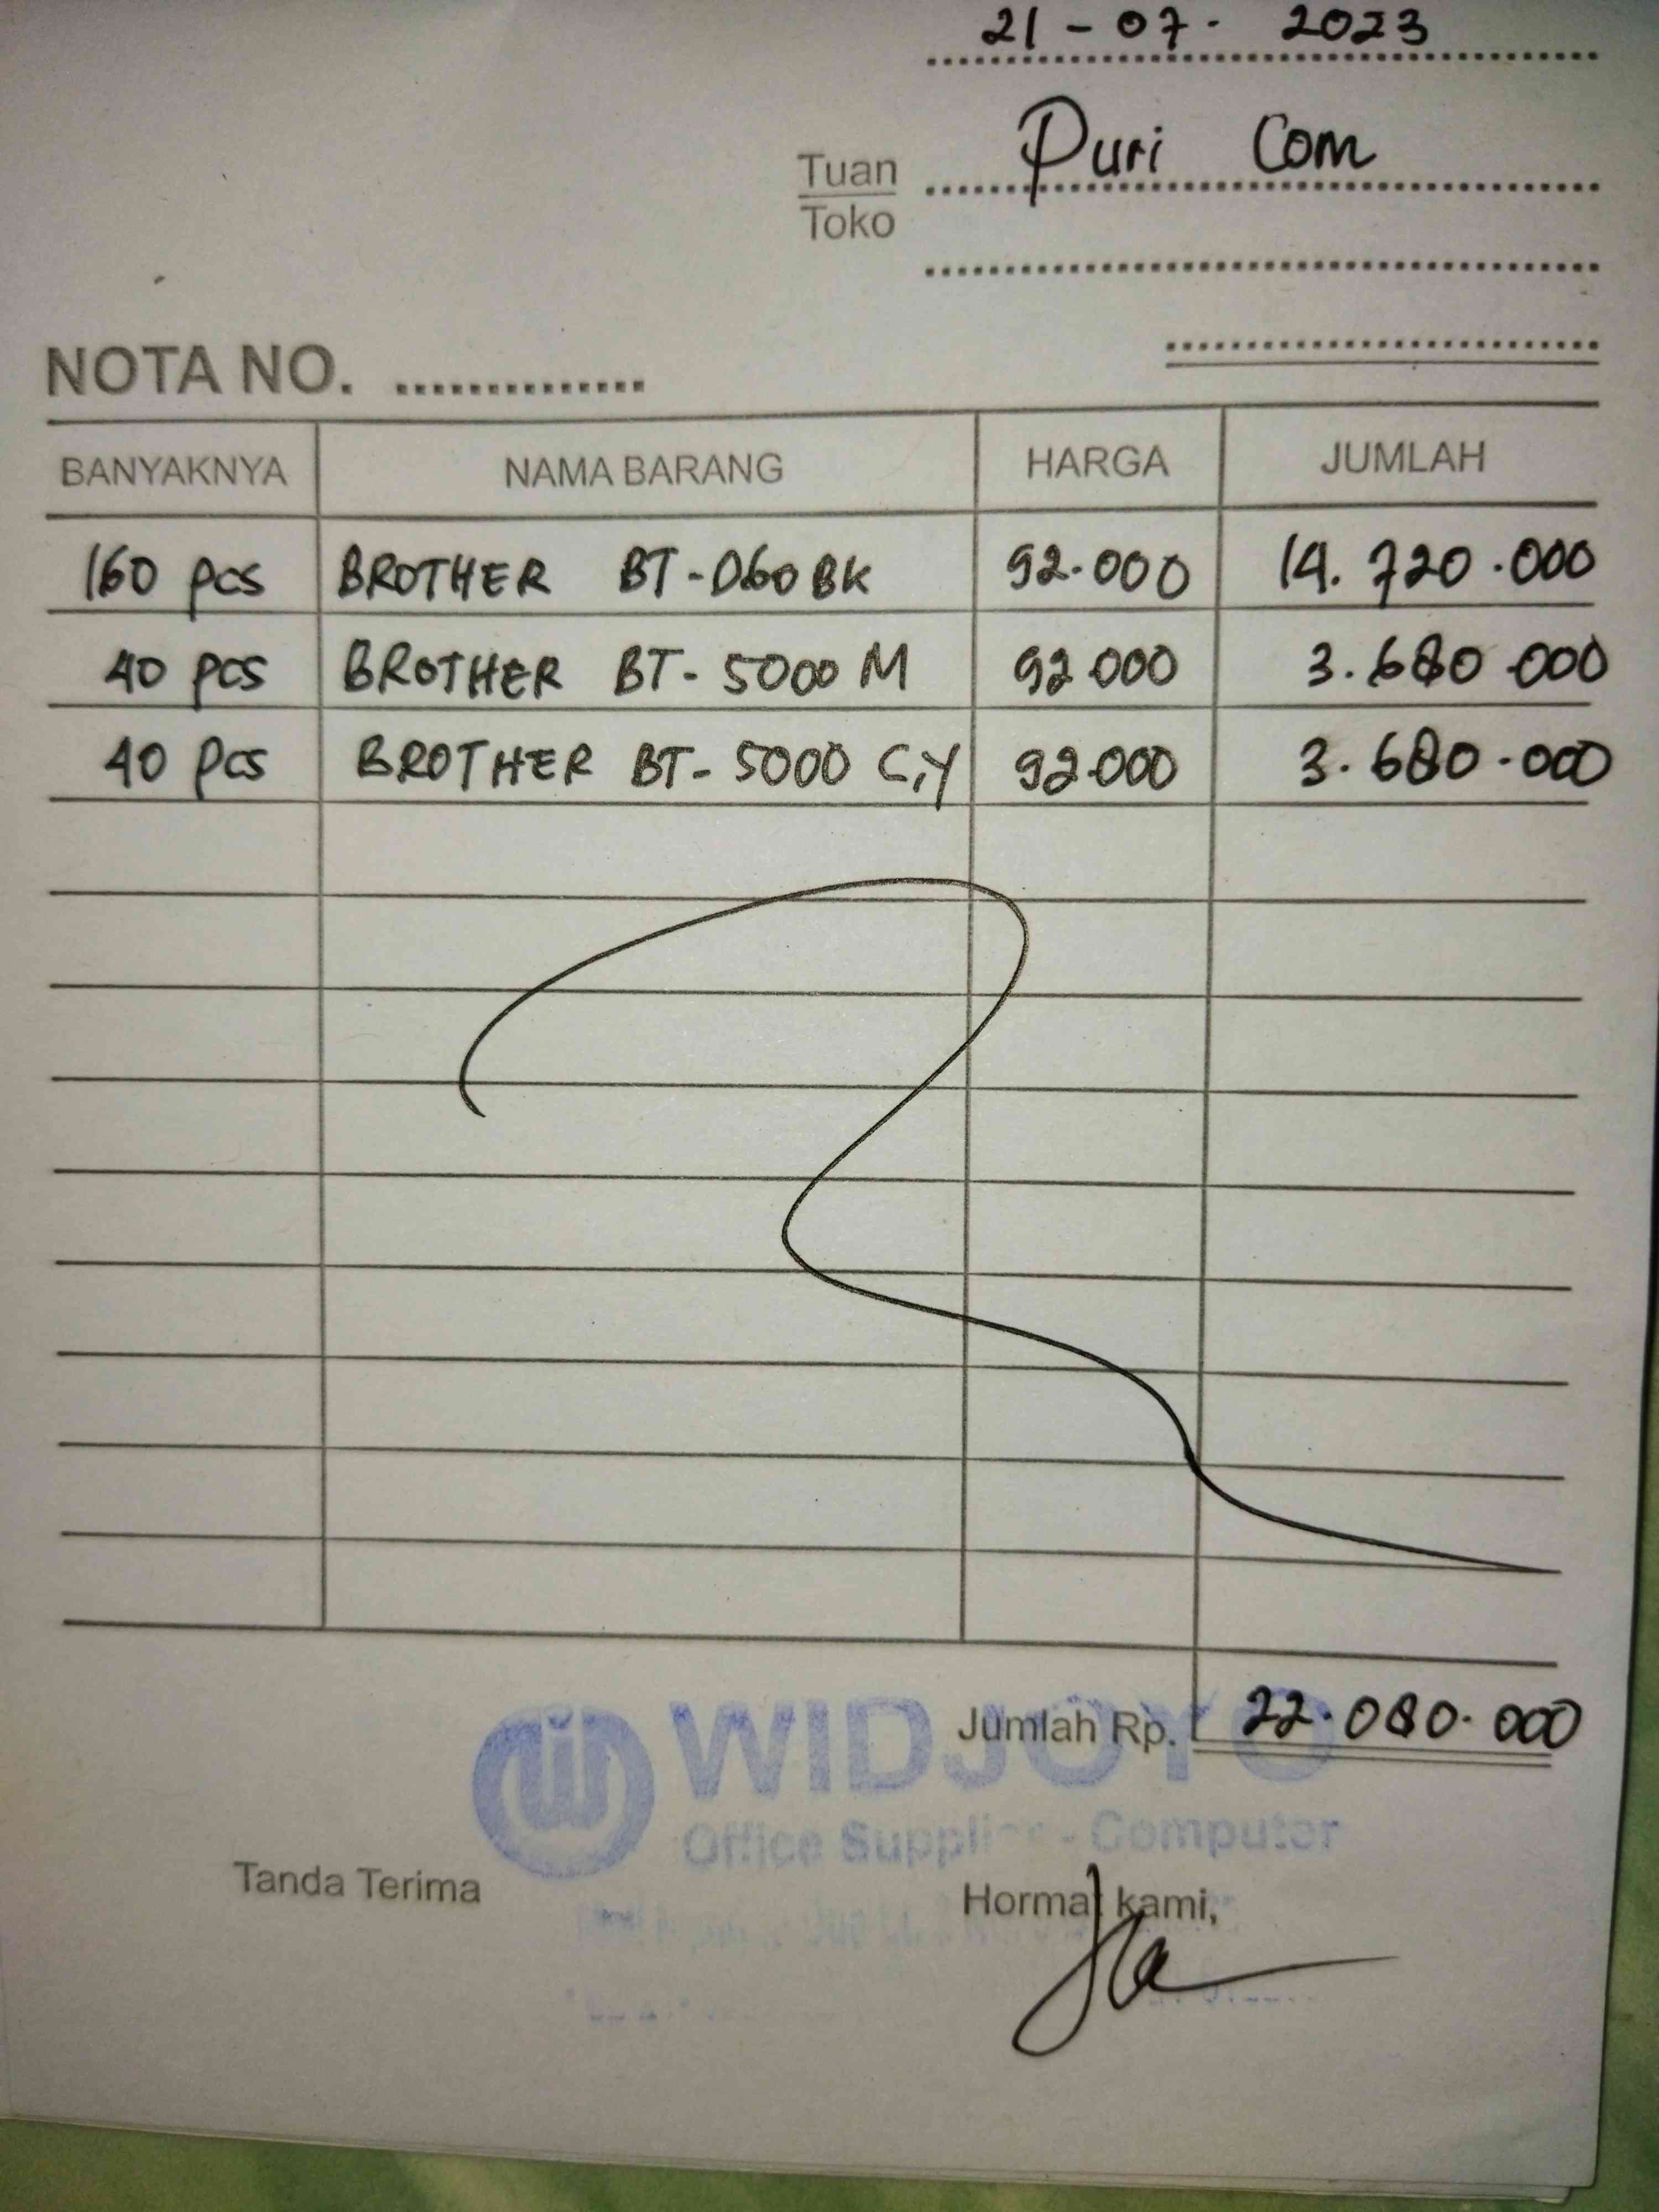 21 - 07 - 2023
Tuan Puri Com
Toko
NOTA NO. ..............
BANYAKNYA NAMA BARANG HARGA JUMLAH
160 pcs BROTHER BT-D60BK 92.000 14.720.000
40 pcs BROTHER BT-5000 M 92.000 3.680.000
40 pcs BROTHER BT-5000 C,Y 92.000 3.680.000
Jumlah Rp. 22.080.000
WIDJOYO
Office Supplier - Computer
Tanda Terima Hormat kami,